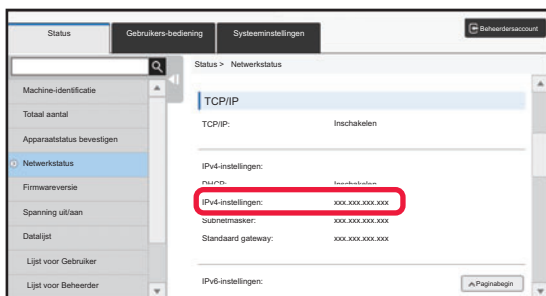 Status
Gebruikers-bediening
Systeeminstellingen
Beheerdersaccount
Status > Netwerkstatus
Machine-identificatie
Totaal aantal
Apparaatstatus bevestigen
Netwerkstatus
Firmwareversie
Spanning uit/aan
Datalijst
Lijst voor Gebruiker
Lijst voor Beheerder
TCP/IP
TCP/IP: Inschakelen
IPv4-instellingen:
DHCP: Inschakelen
IPv4-instellingen: xxx.xxx.xxx.xxx
Subnetmasker: xxx.xxx.xxx.xxx
Standaard gateway: xxx.xxx.xxx.xxx
IPv6-instellingen:
Paginabegin